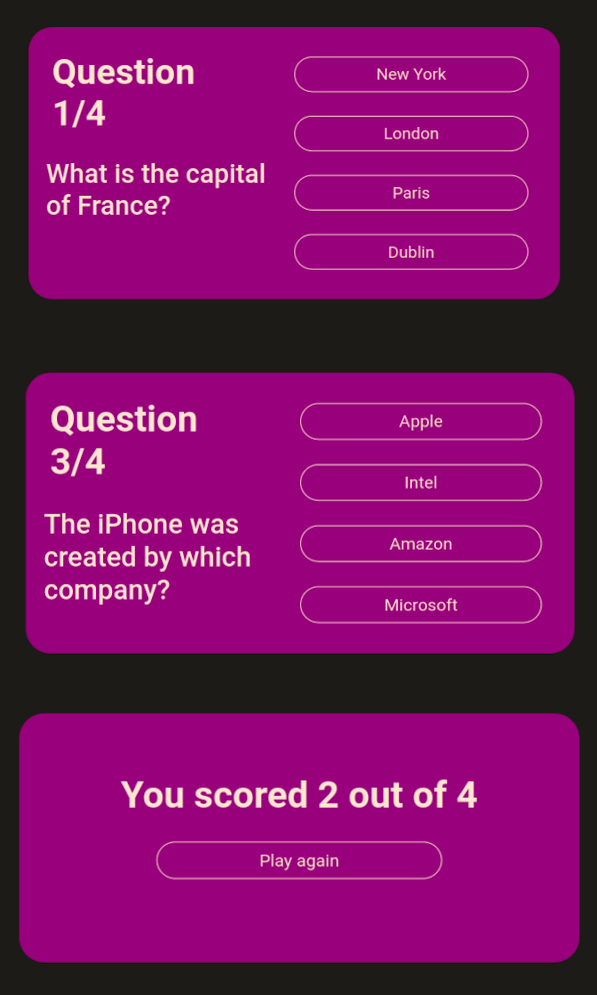 Question
1/4
What is the capital
of France?
New York
London
Paris
Dublin
Question
3/4
The iPhone was
created by which
company?
Apple
Intel
Amazon
Microsoft
You scored 2 out of 4
Play again